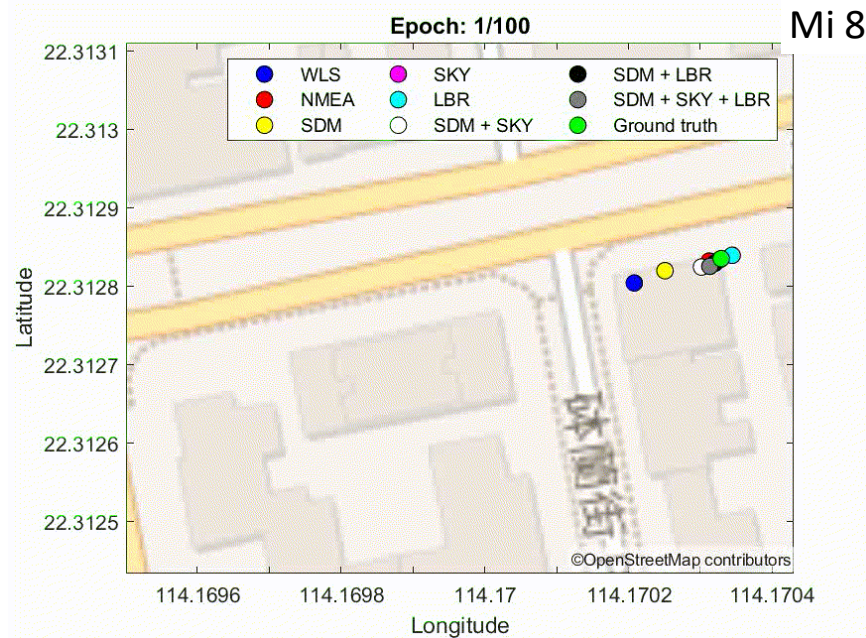 Epoch: 1/100
Mi 8
22.3131
22.313
22.3129
22.3128
22.3127
22.3126
22.3125
Latitude
WLS
NMEA
SDM
SKY
LBR
SDM + SKY
SDM + LBR
SDM + SKY + LBR
Ground truth
砵蘭街
©OpenStreetMap contributors
114.1696
114.1698
114.17
114.1702
114.1704
Longitude